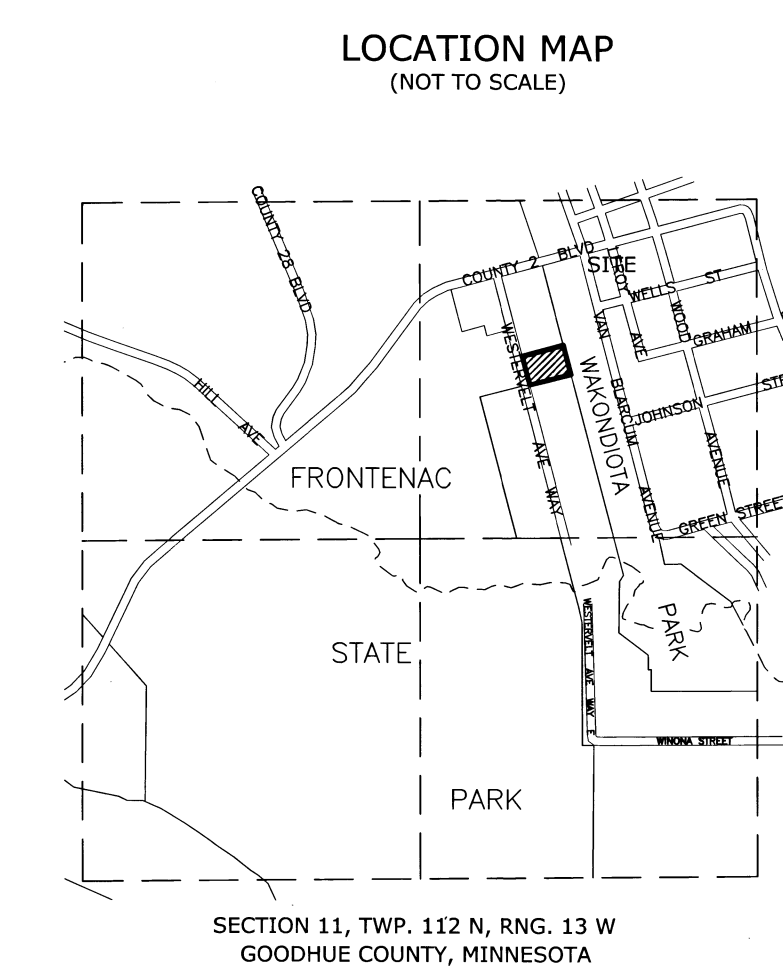 LOCATION MAP
(NOT TO SCALE)
COUNTY 28 BLVD
COUNTY 2 BLVD
SITE
LEROY
AVE
WELLS ST
WOOD
AVENUE
GRAHAM
VAN BLARCUM AVENUE
WESTERVELT AVE WAY
WAKONDIOTA
PARK
HILL AVE
JOHNSON STR
FRONTENAC
GREEN STREET
STATE
WESTERVELT AVE WAY E
WINONA STREET
PARK
SECTION 11, TWP. 112 N, RNG. 13 W
GOODHUE COUNTY, MINNESOTA